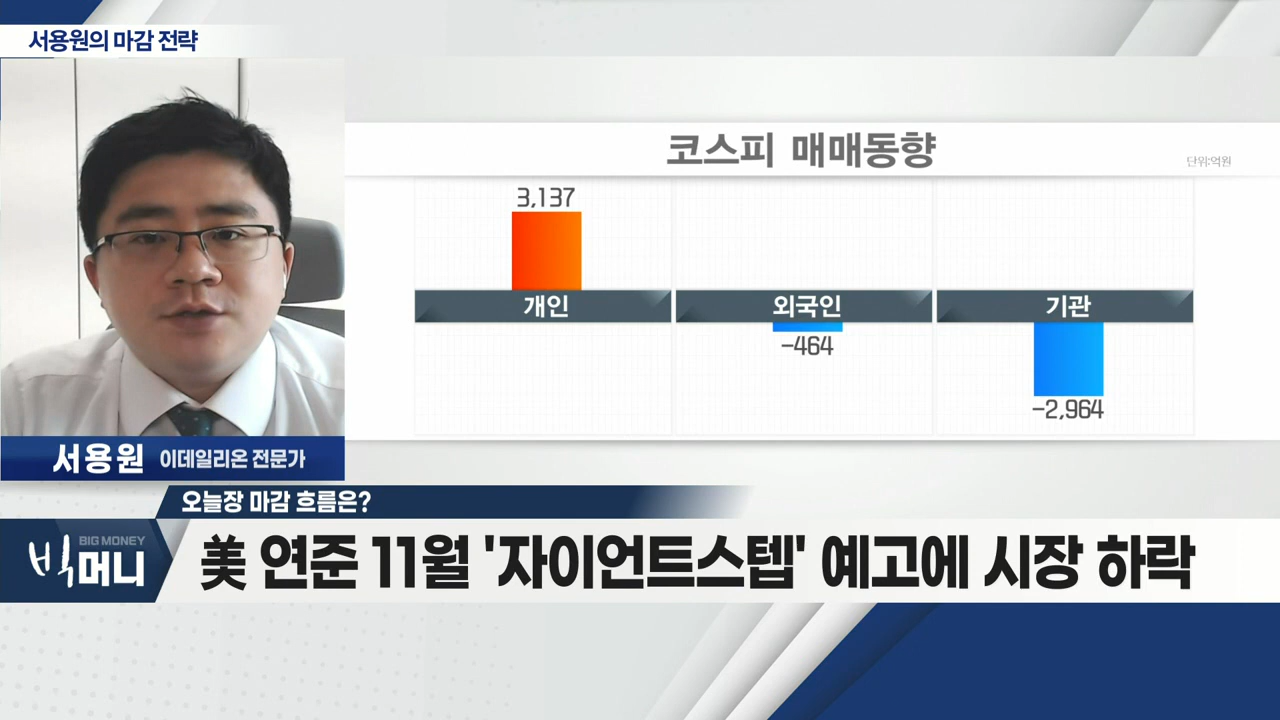 서용원의 마감 전략
코스피 매매동향
단위:억원
3,137
개인
외국인
기관
-464
-2,964
서용원 이데일리온 전문가
오늘장 마감 흐름은?
BIG MONEY
빅머니
美 연준 11월 '자이언트스텝' 예고에 시장 하락